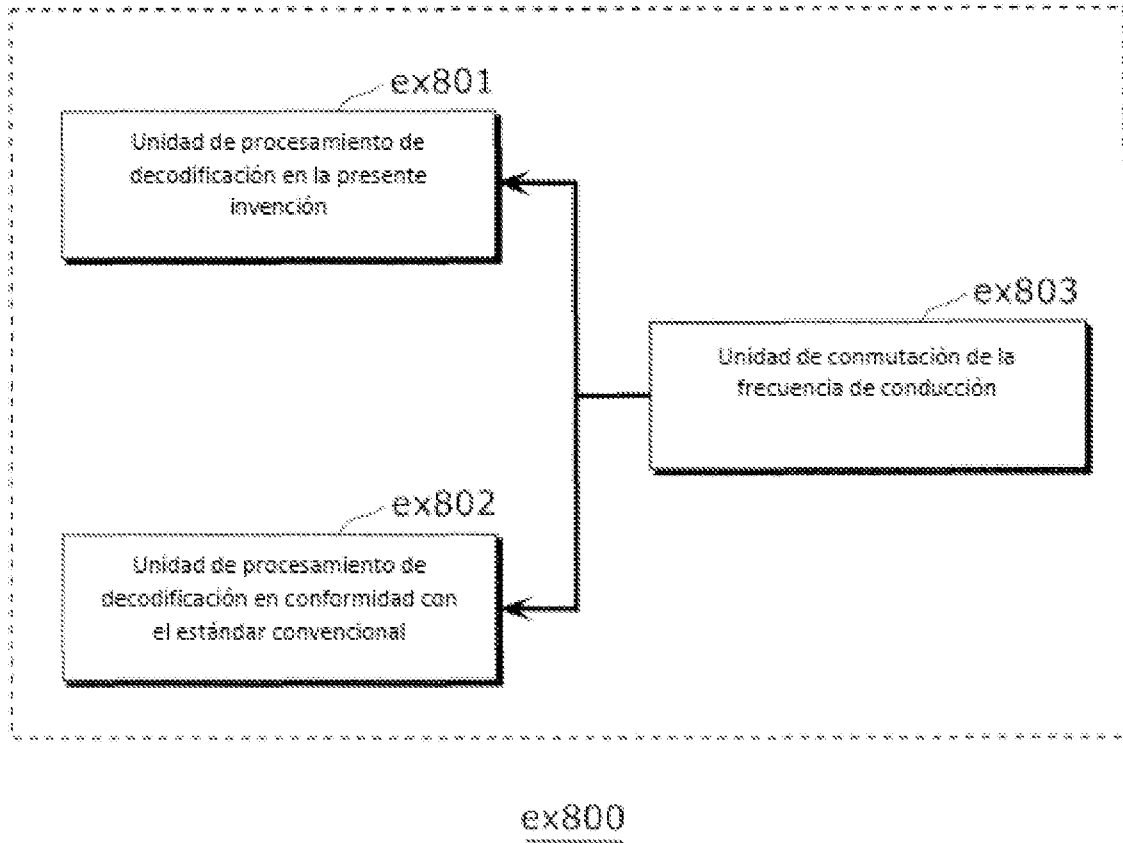 ex801
Unidad de procesamiento de
decodificación en la presente
invención
ex803
Unidad de conmutación de la
frecuencia de conducción
ex802
Unidad de procesamiento de
decodificación en conformidad con
el estándar convencional
ex800